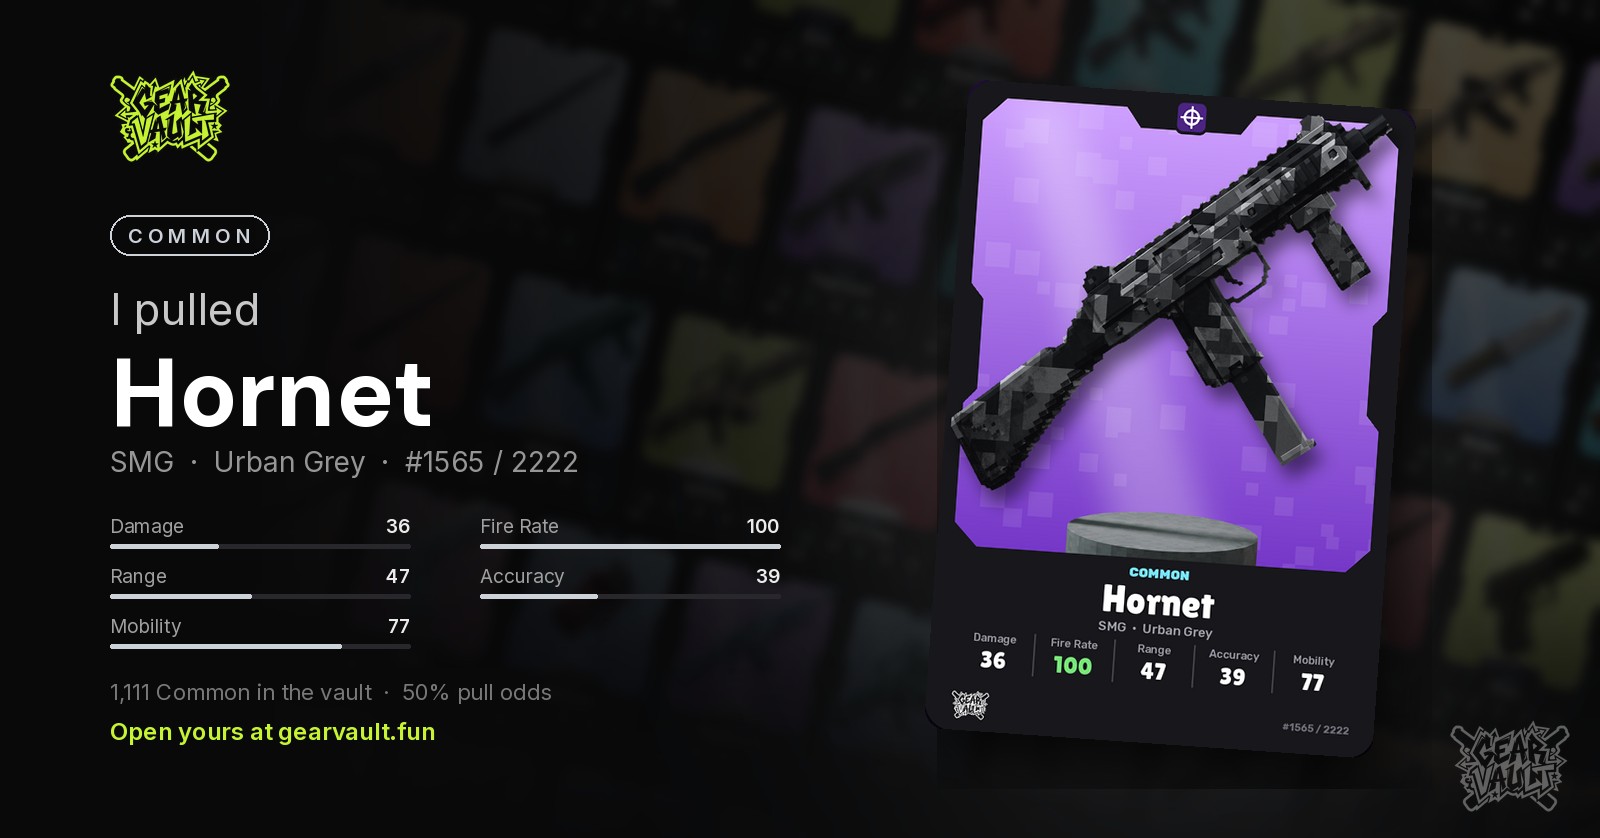 GEAR
VAULT
COMMON
I pulled
Hornet
SMG · Urban Grey · #1565 / 2222
Damage 36
Fire Rate 100
Range 47
Accuracy 39
Mobility 77
1,111 Common in the vault · 50% pull odds
Open yours at gearvault.fun
COMMON
Hornet
SMG · Urban Grey
Damage Fire Rate Range Accuracy Mobility
36 100 47 39 77
GEAR
VAULT
#1565 / 2222
GEAR
VAULT